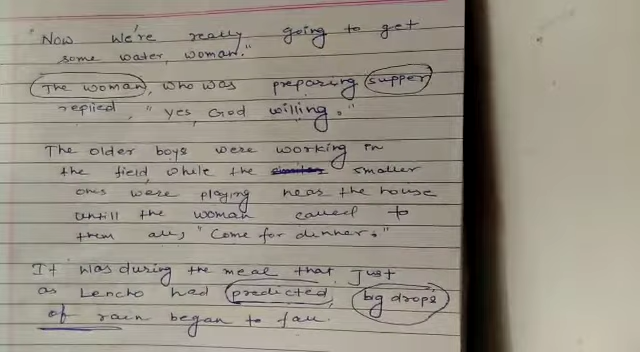 "Now We're really going to get
some water, woman."
The woman, who was preparing supper
replied, "yes, God willing."
The older boys were working in
the field, while the smaller
ones were playing near the house
untill the woman called to
them all, "Come for dinner."
It was during the meal that Just
as Lencho had predicted, big drops
of rain began to fall.